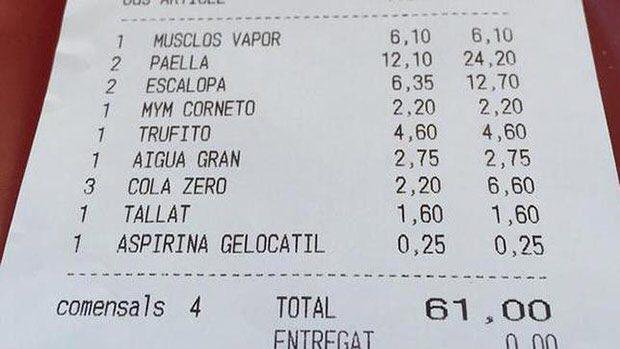 1 MUSCLOS VAPOR 6,10 6,10
2 PAELLA 12,10 24,20
2 ESCALOPA 6,35 12,70
1 MYM CORNETO 2,20 2,20
1 TRUFITO 4,60 4,60
1 AIGUA GRAN 2,75 2,75
3 COLA ZERO 2,20 6,60
1 TALLAT 1,60 1,60
1 ASPIRINA GELOCATIL 0,25 0,25
comensals 4 TOTAL 61,00
ENTREGAT 0,00